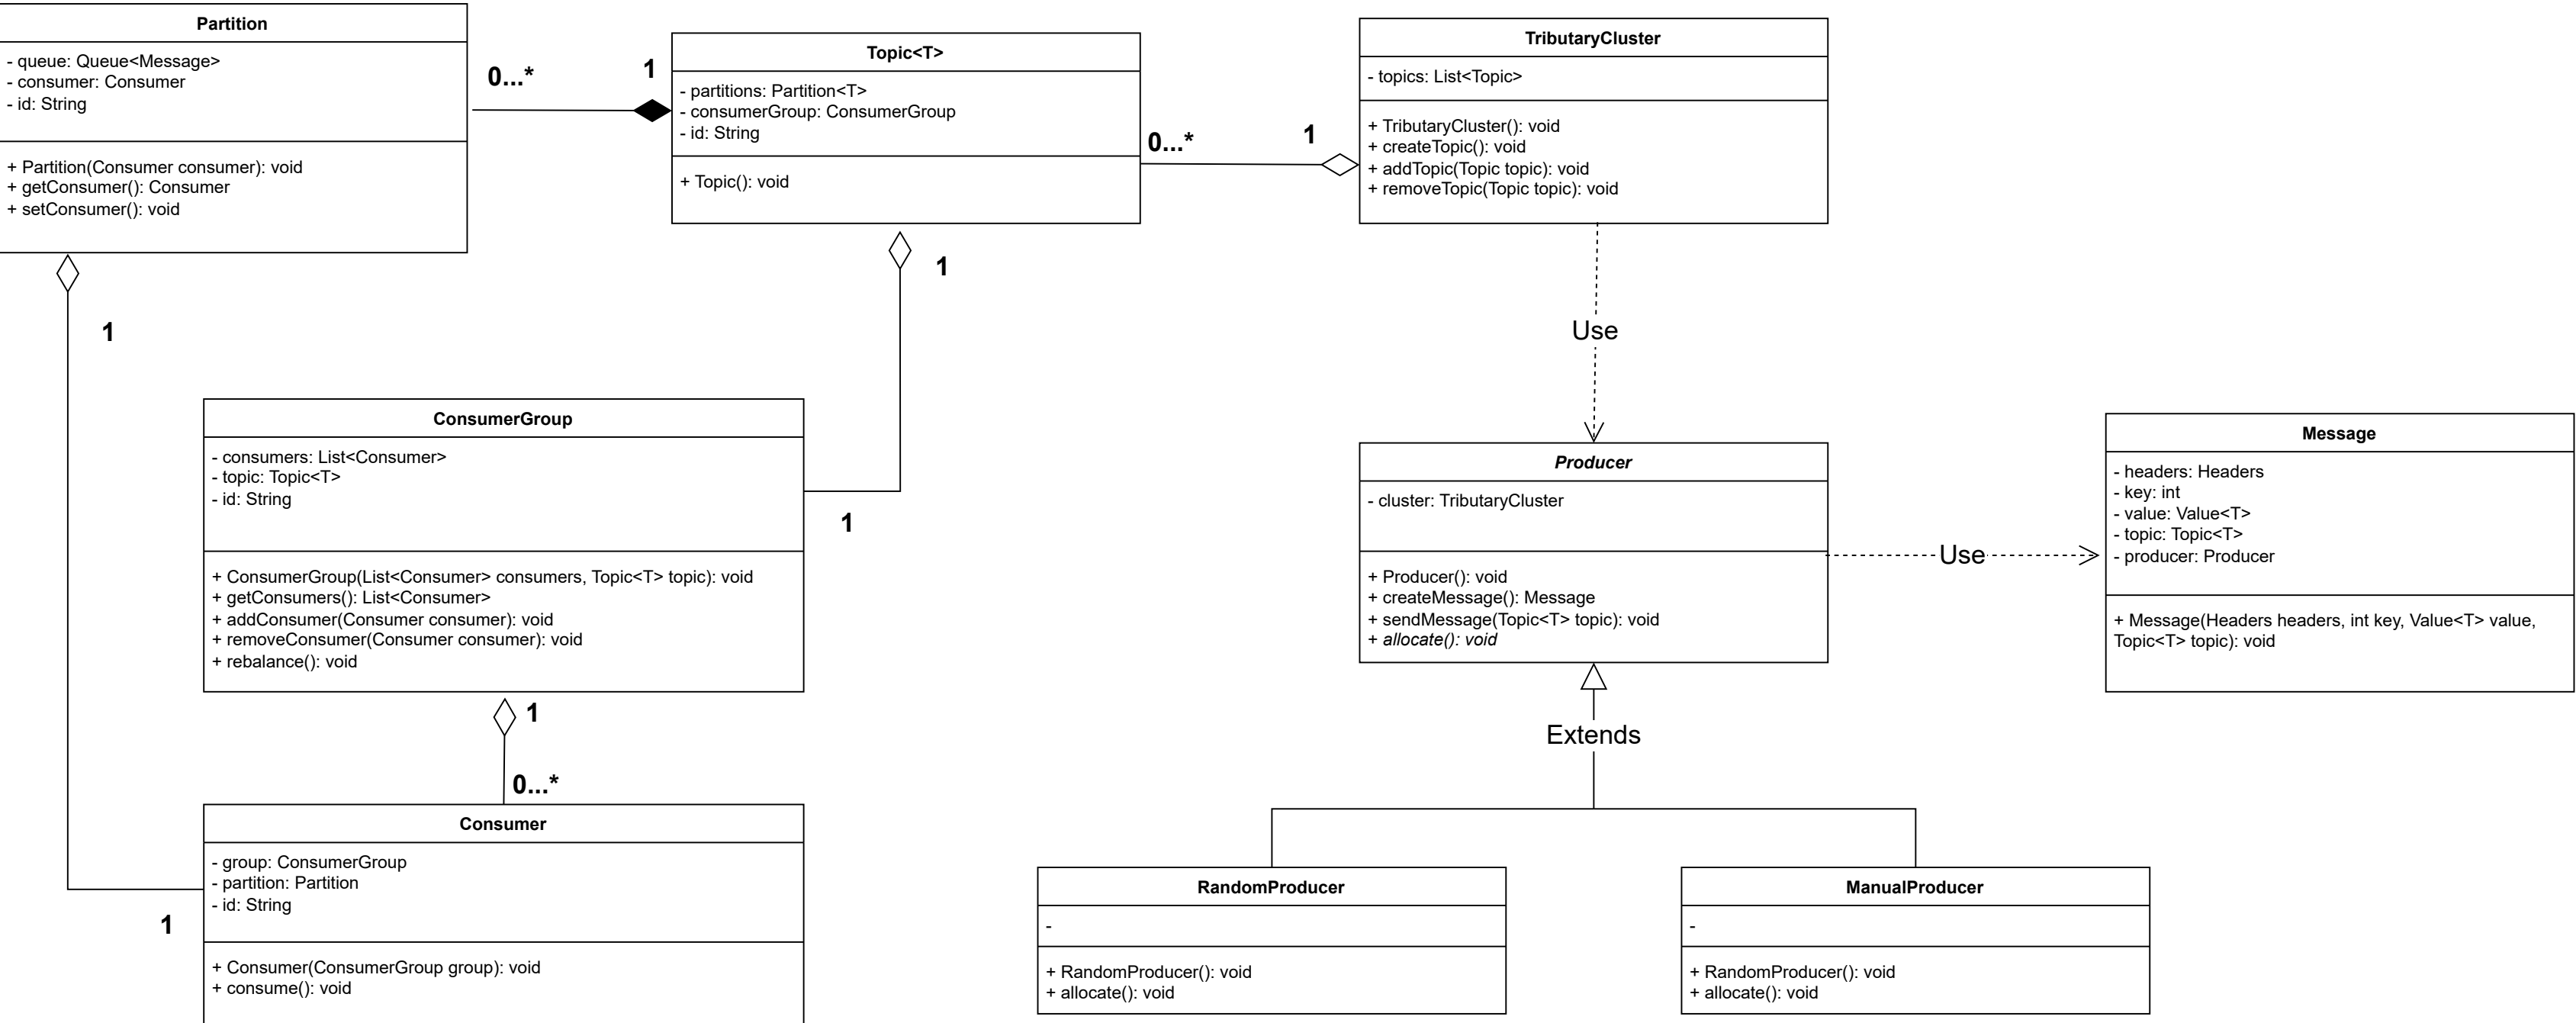 Partition
- queue: Queue<Message>
- consumer: Consumer
- id: String
+ Partition(Consumer consumer): void
+ getConsumer(): Consumer
+ setConsumer(): void
0...*
1
Topic<T>
- partitions: Partition<T>
- consumerGroup: ConsumerGroup
- id: String
+ Topic(): void
0...*
1
TributaryCluster
- topics: List<Topic>
+ TributaryCluster(): void
+ createTopic(): void
+ addTopic(Topic topic): void
+ removeTopic(Topic topic): void
1
1
Use
ConsumerGroup
- consumers: List<Consumer>
- topic: Topic<T>
- id: String
+ ConsumerGroup(List<Consumer> consumers, Topic<T> topic): void
+ getConsumers(): List<Consumer>
+ addConsumer(Consumer consumer): void
+ removeConsumer(Consumer consumer): void
+ rebalance(): void
1
Producer
- cluster: TributaryCluster
+ Producer(): void
+ createMessage(): Message
+ sendMessage(Topic<T> topic): void
+ allocate(): void
Use
Message
- headers: Headers
- key: int
- value: Value<T>
- topic: Topic<T>
- producer: Producer
+ Message(Headers headers, int key, Value<T> value,
Topic<T> topic): void
1
0...*
Extends
Consumer
- group: ConsumerGroup
- partition: Partition
- id: String
+ Consumer(ConsumerGroup group): void
+ consume(): void
1
RandomProducer
-
+ RandomProducer(): void
+ allocate(): void
ManualProducer
-
+ RandomProducer(): void
+ allocate(): void